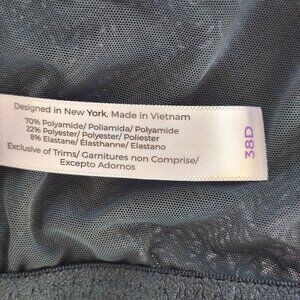 Designed in New York. Made in Vietnam
70% Polyamide/ Poliamida/ Polyamide
22% Polyester/ Polyester/ Poliester
8% Elastane/ Élasthanne/ Elastano
Exclusive of Trims/ Garnitures non Comprise/
Excepto Adornos
38D